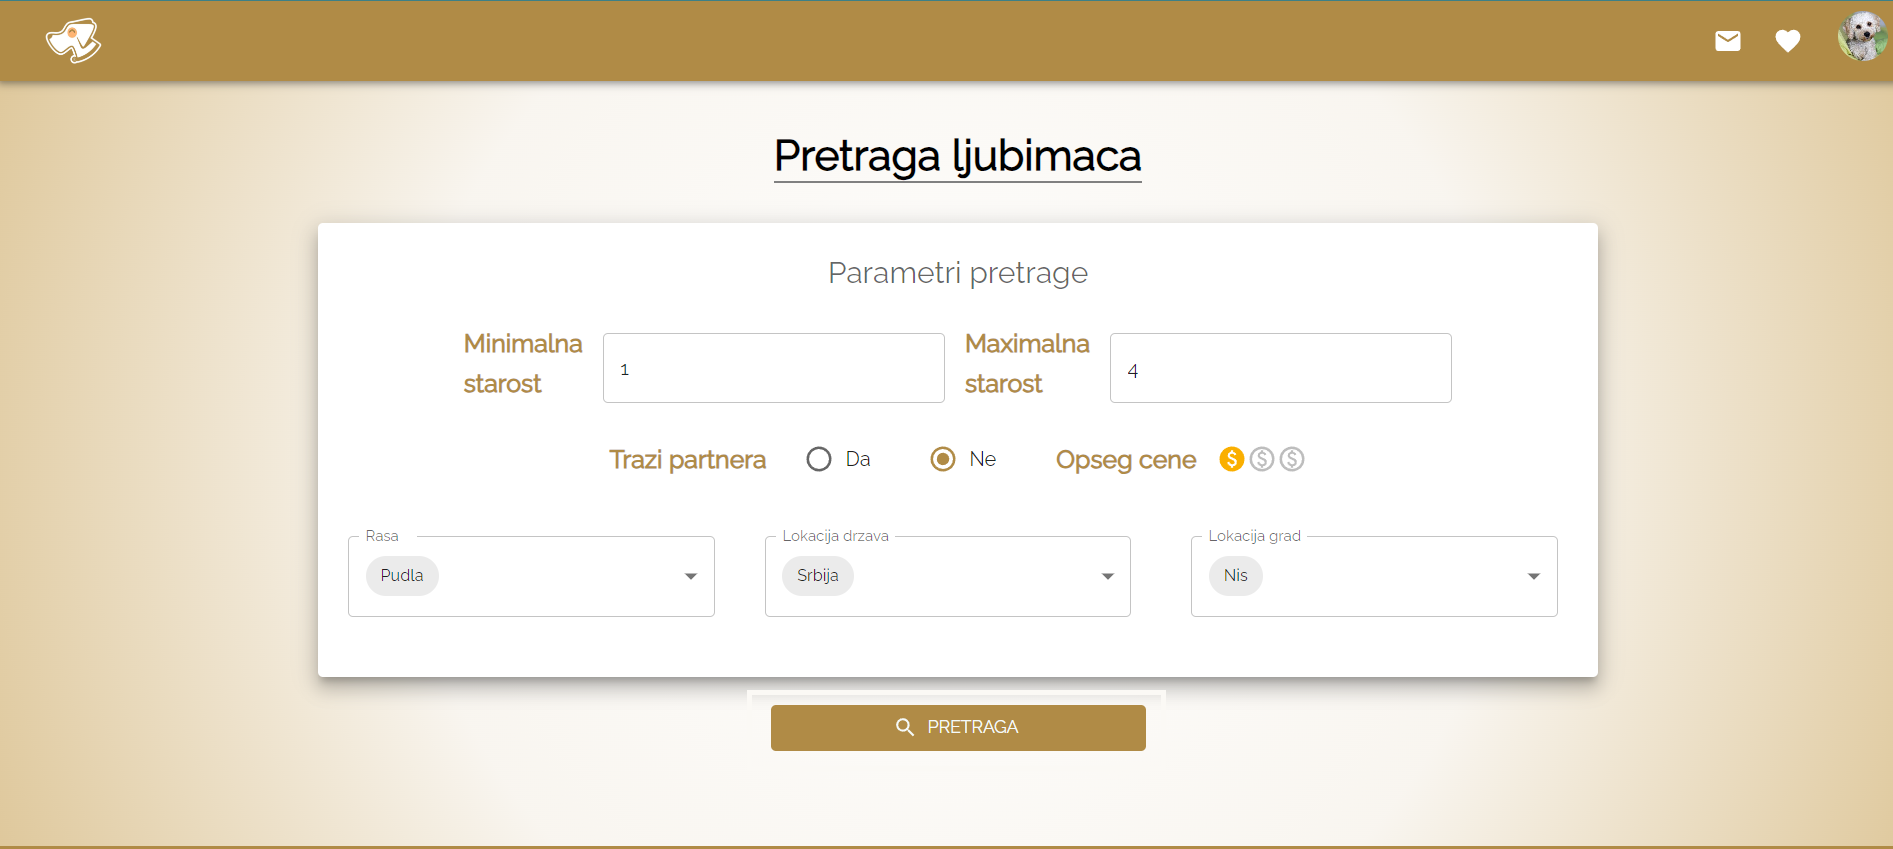 Pretraga ljubimaca
Parametri pretrage
Minimalna
starost
1
Maximalna
starost
4
Trazi partnera
Da
Ne
Opseg cene
$ $ $
Rasa
Pudla
Lokacija drzava
Srbija
Lokacija grad
Nis
PRETRAGA